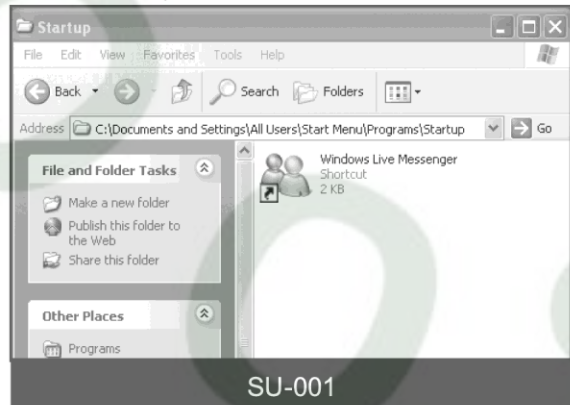 Startup
File Edit View Favorites Tools Help
Back Search Folders
Address C:\Documents and Settings\All Users\Start Menu\Programs\Startup Go
File and Folder Tasks
Make a new folder
Publish this folder to
the Web
Share this folder
Other Places
Programs
Windows Live Messenger
Shortcut
2 KB
SU-001